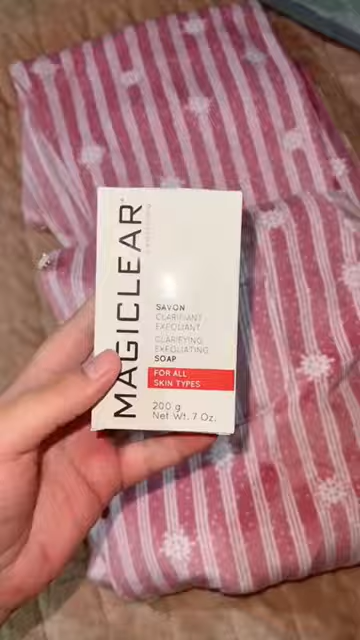 MAGICLEAR
SAVON
CLARIFIANT
EXFOLIANT
CLARIFYING
EXFOLIATING
SOAP
FOR ALL
SKIN TYPES
200 g
Net Wt. 7 Oz.